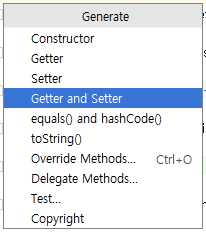 Generate
Constructor
Getter
Setter
Getter and Setter
equals() and hashCode()
toString()
Override Methods... Ctrl+O
Delegate Methods...
Test...
Copyright